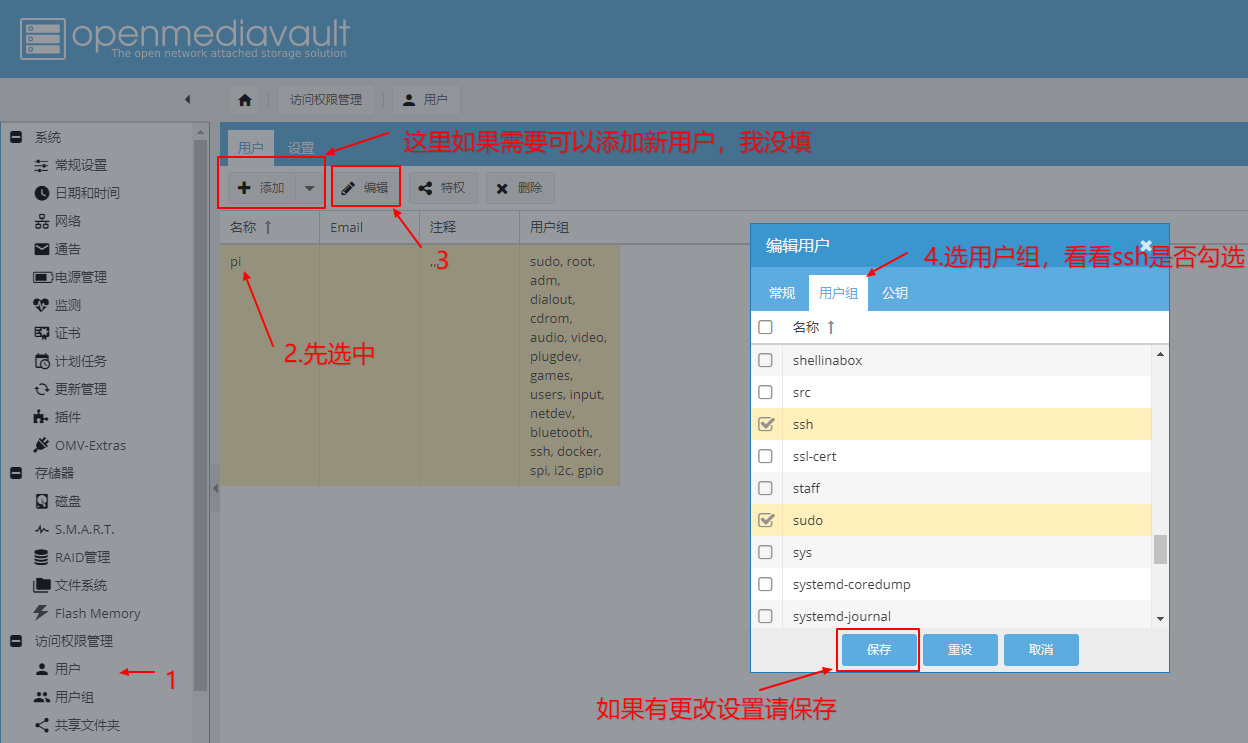 openmediavault
The open network attached storage solution
访问权限管理
用户
系统
常规设置
日期和时间
网络
通告
电源管理
监测
证书
计划任务
更新管理
插件
OMV-Extras
存储器
磁盘
S.M.A.R.T.
RAID管理
文件系统
Flash Memory
访问权限管理
用户
1
用户组
共享文件夹
用户
设置
这里如果需要可以添加新用户，我没填
添加
编辑
特权
删除
名称
Email
注释
用户组
pi
,,,
3
2.先选中
sudo, root,
adm,
dialout,
cdrom,
audio, video,
plugdev,
games,
users, input,
netdev,
bluetooth,
ssh, docker,
spi, i2c, gpio
编辑用户
4.选用户组，看看ssh是否勾选
常规
用户组
公钥
名称
shellinabox
src
ssh
ssl-cert
staff
sudo
sys
systemd-coredump
systemd-journal
保存
重设
取消
如果有更改设置请保存